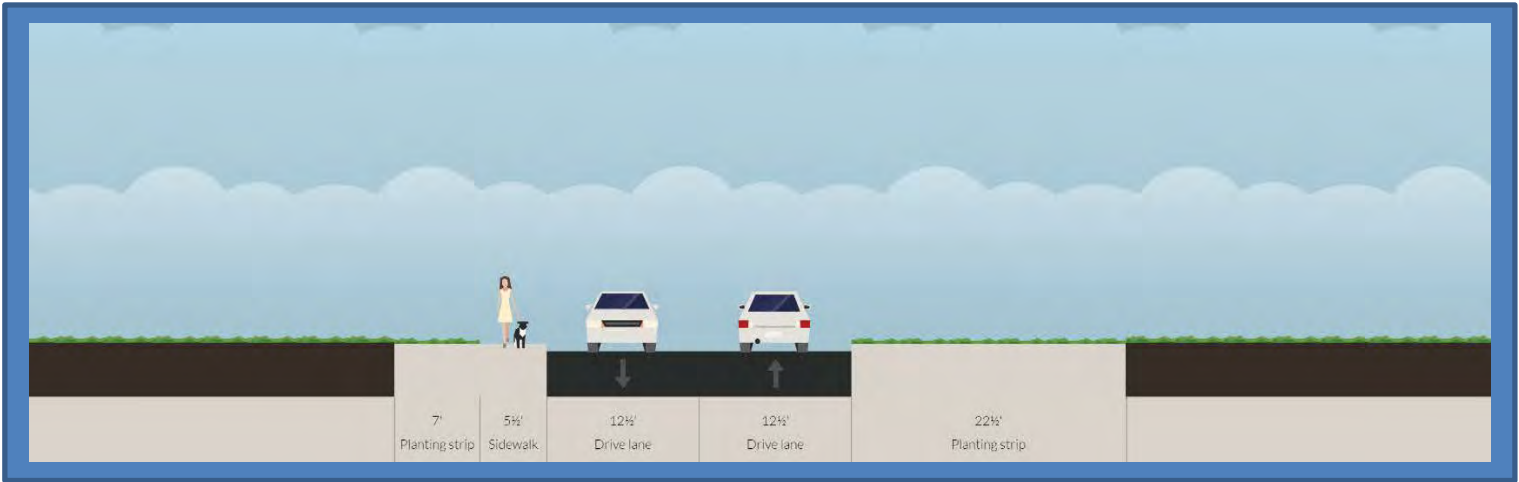 7' 5½' 12½' 12½' 22½'
Planting strip Sidewalk Drive lane Drive lane Planting strip